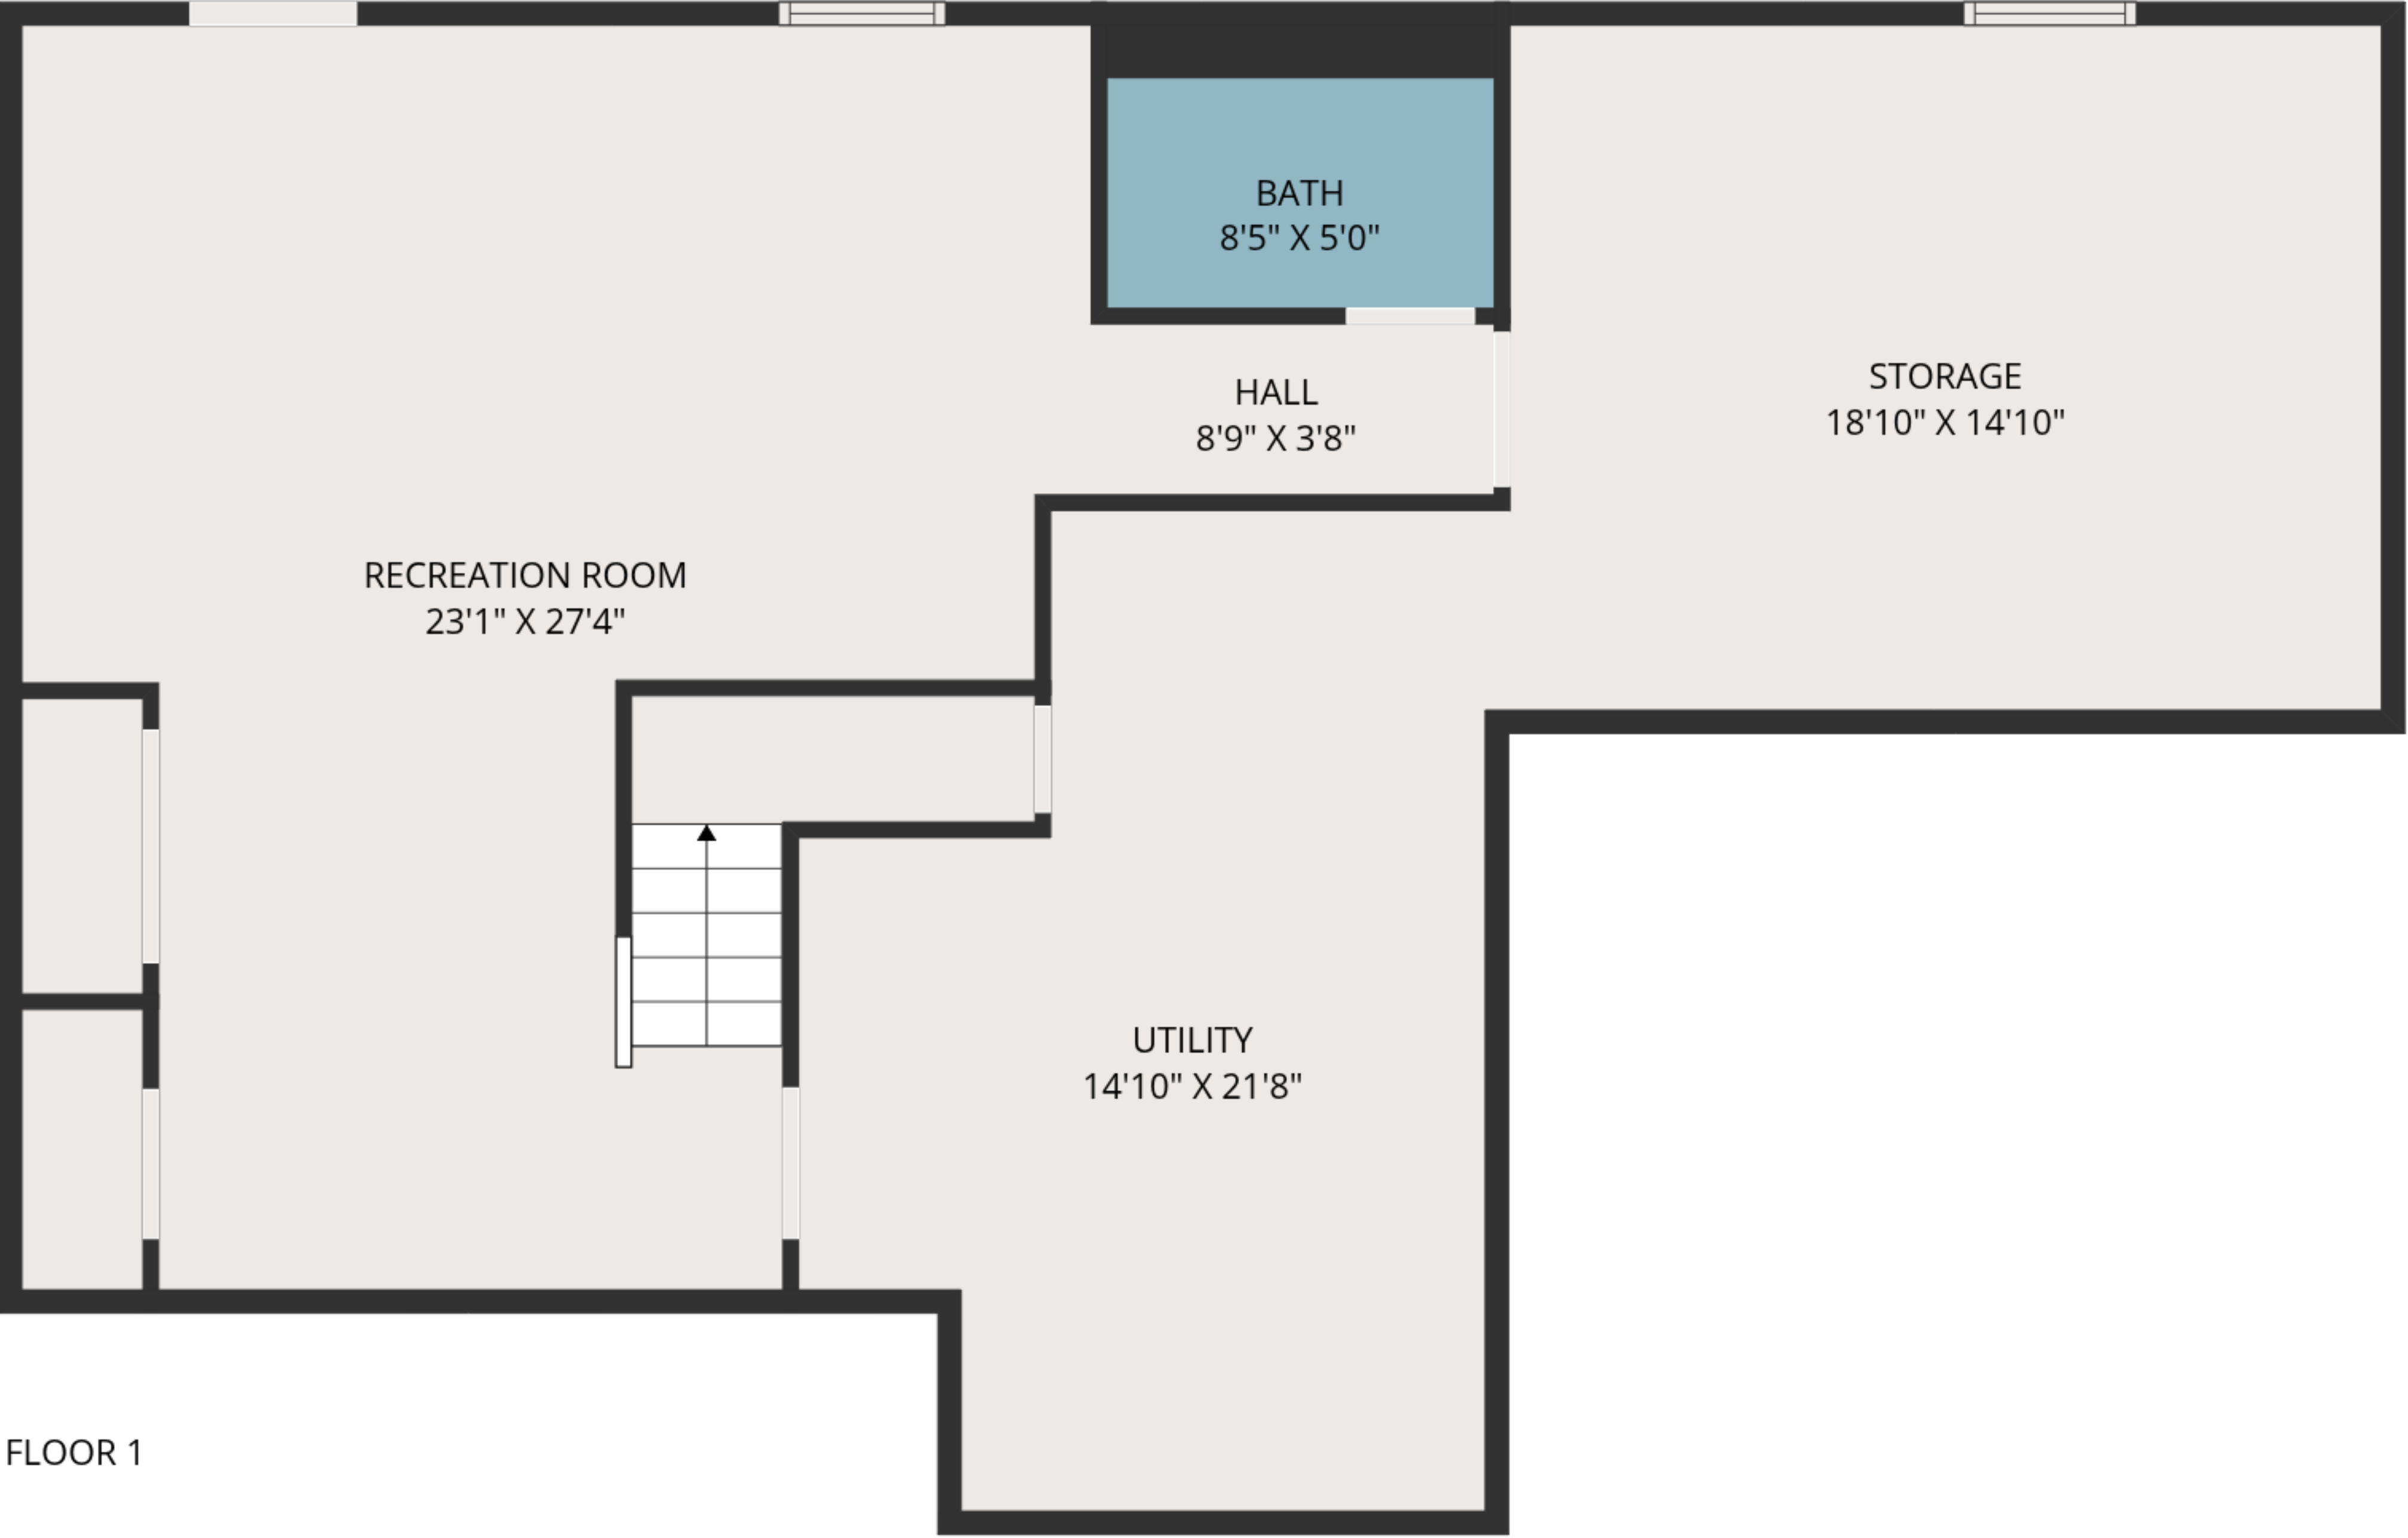 BATH
8'5" X 5'0"
HALL
8'9" X 3'8"
STORAGE
18'10" X 14'10"
RECREATION ROOM
23'1" X 27'4"
UTILITY
14'10" X 21'8"
FLOOR 1